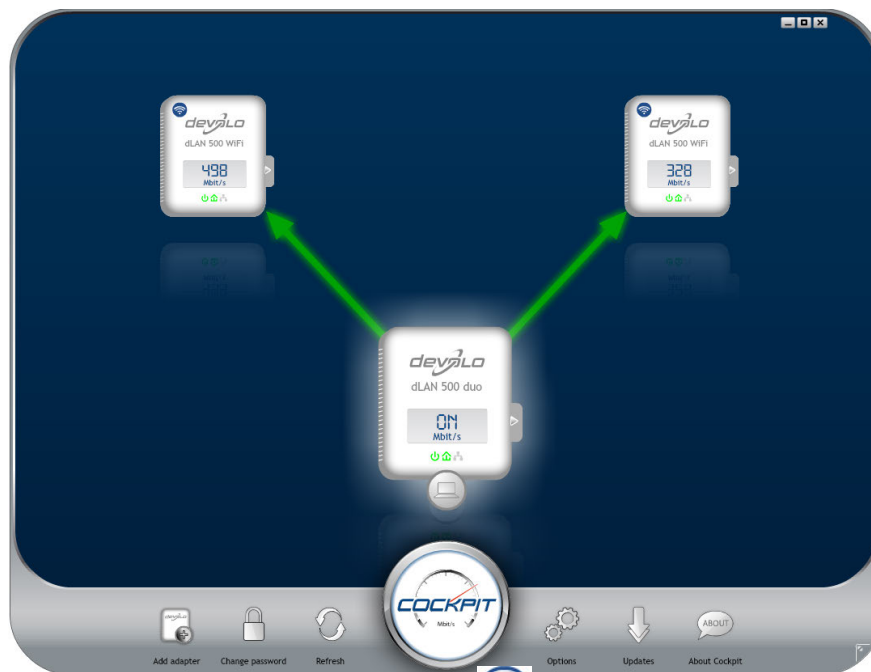 devolo
dLAN 500 WiFi
498
Mbit/s
devolo
dLAN 500 WiFi
328
Mbit/s
devolo
dLAN 500 duo
ON
Mbit/s
COCKPIT
Mbit/s
devolo
Add adapter
Change password
Refresh
Options
Updates
ABOUT
About Cockpit